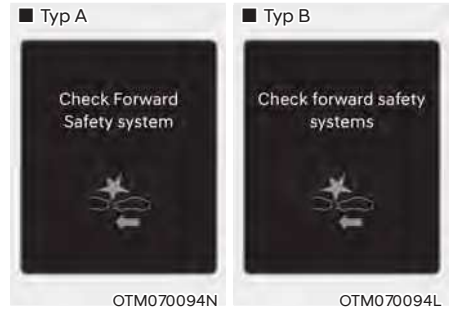 ■ Typ A
Check Forward
Safety system
OTM070094N
■ Typ B
Check forward safety
systems
OTM070094L